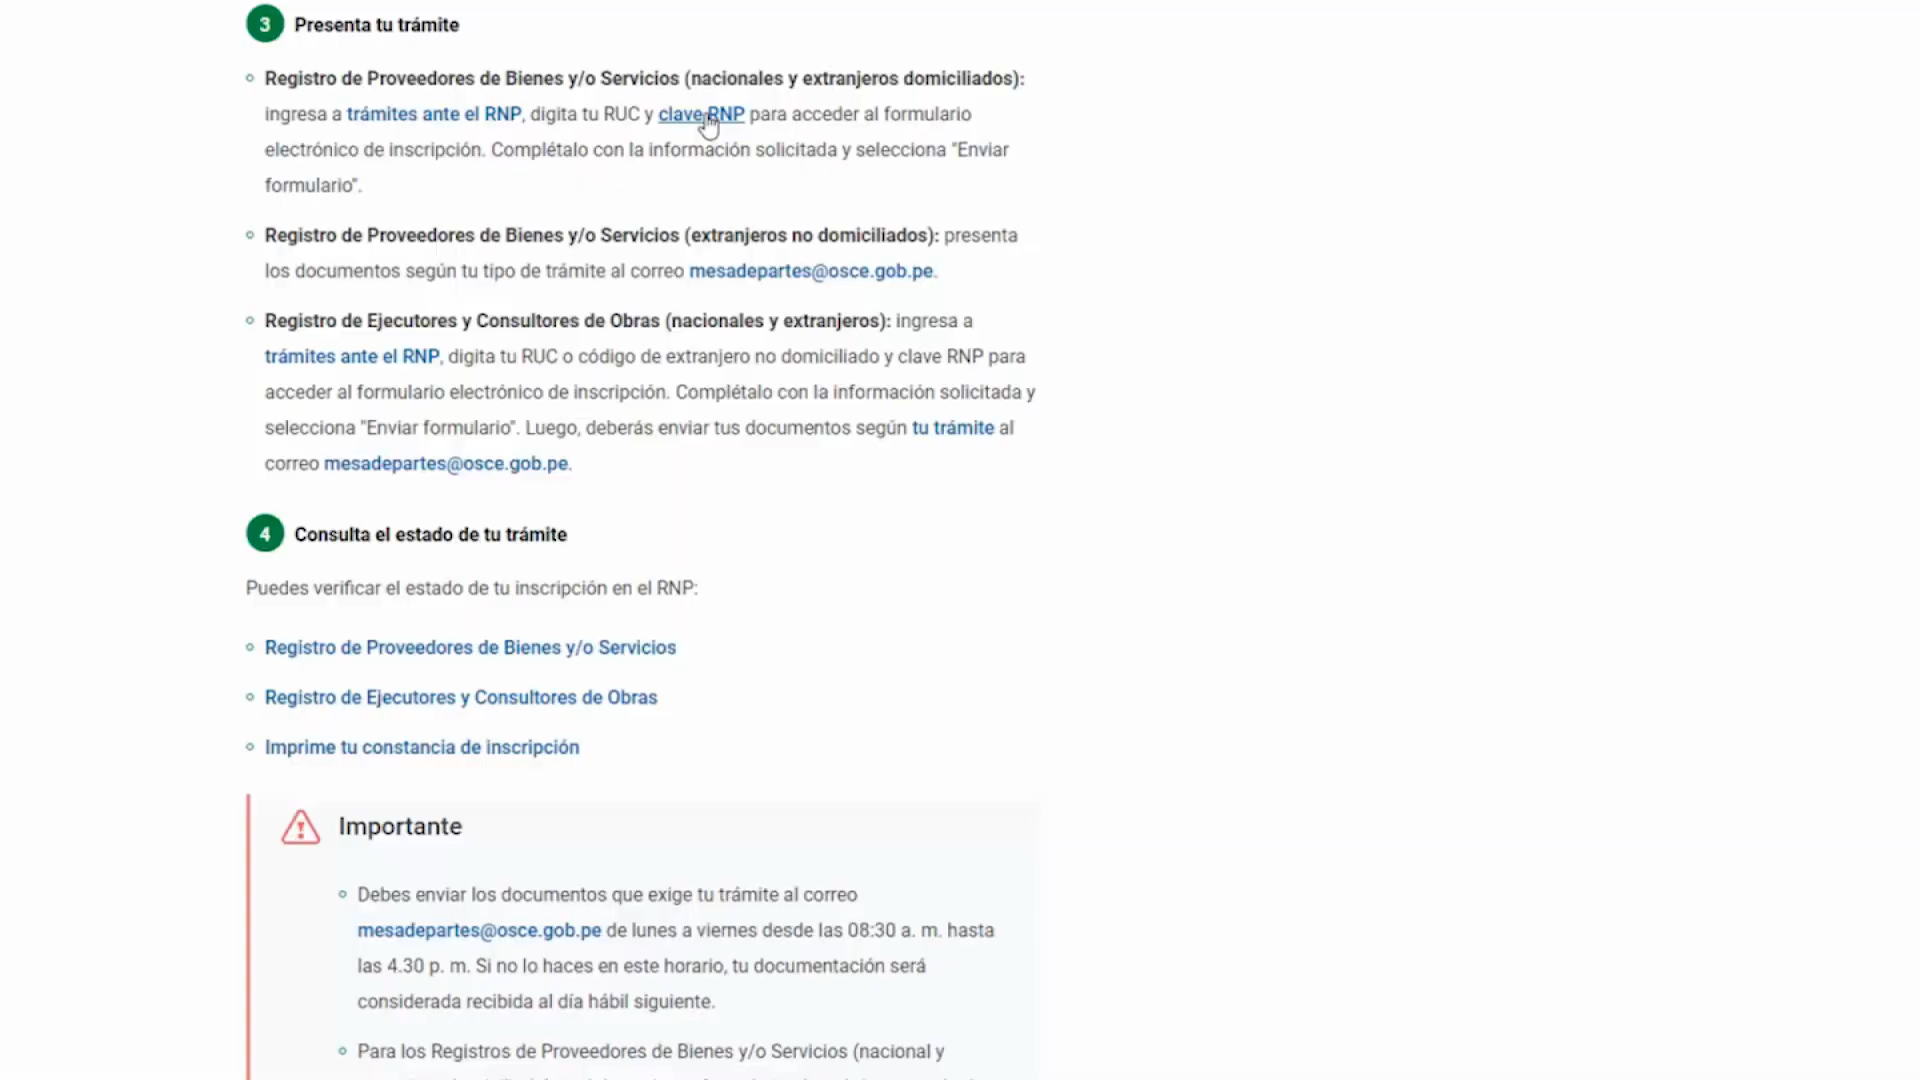 3 Presenta tu trámite
Registro de Proveedores de Bienes y/o Servicios (nacionales y extranjeros domiciliados):
ingresa a trámites ante el RNP, digita tu RUC y clave RNP para acceder al formulario
electrónico de inscripción. Complétalo con la información solicitada y selecciona "Enviar
formulario".
Registro de Proveedores de Bienes y/o Servicios (extranjeros no domiciliados): presenta
los documentos según tu tipo de trámite al correo mesadepartes@osce.gob.pe.
Registro de Ejecutores y Consultores de Obras (nacionales y extranjeros): ingresa a
trámites ante el RNP, digita tu RUC o código de extranjero no domiciliado y clave RNP para
acceder al formulario electrónico de inscripción. Complétalo con la información solicitada y
selecciona "Enviar formulario". Luego, deberás enviar tus documentos según tu trámite al
correo mesadepartes@osce.gob.pe.
4 Consulta el estado de tu trámite
Puedes verificar el estado de tu inscripción en el RNP:
Registro de Proveedores de Bienes y/o Servicios
Registro de Ejecutores y Consultores de Obras
Imprime tu constancia de inscripción
Importante
Debes enviar los documentos que exige tu trámite al correo
mesadepartes@osce.gob.pe de lunes a viernes desde las 08:30 a. m. hasta
las 4.30 p. m. Si no lo haces en este horario, tu documentación será
considerada recibida al día hábil siguiente.
Para los Registros de Proveedores de Bienes y/o Servicios (nacional y